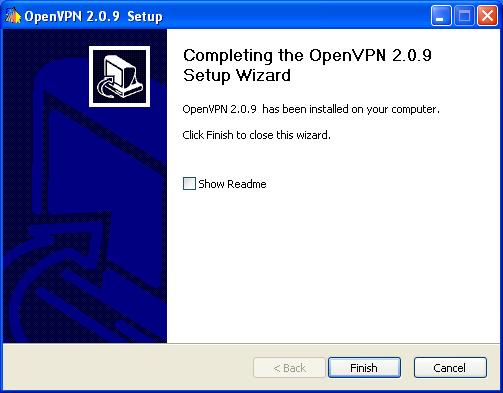 OpenVPN 2.0.9 Setup
Completing the OpenVPN 2.0.9
Setup Wizard
OpenVPN 2.0.9 has been installed on your computer.
Click Finish to close this wizard.
Show Readme
< Back
Finish
Cancel